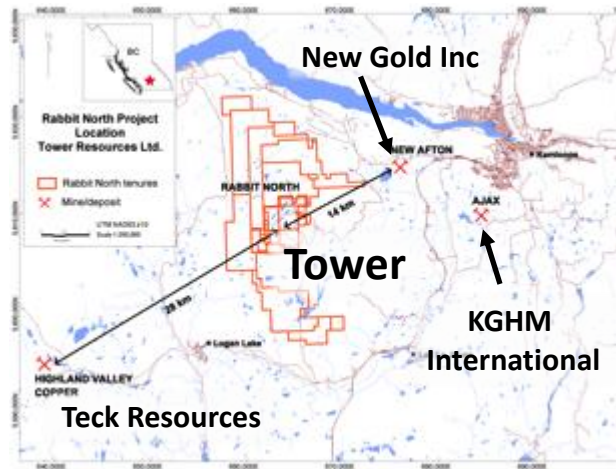 BC
Rabbit North Project
Location
Tower Resources Ltd.
Rabbit North tenures
Mine/deposit
New Gold Inc
NEW AFTON
Kamloops
RABBIT NORTH
14 km
AJAX
Tower
28 km
KGHM
International
Logan Lake
HIGHLAND VALLEY
COPPER
Teck Resources